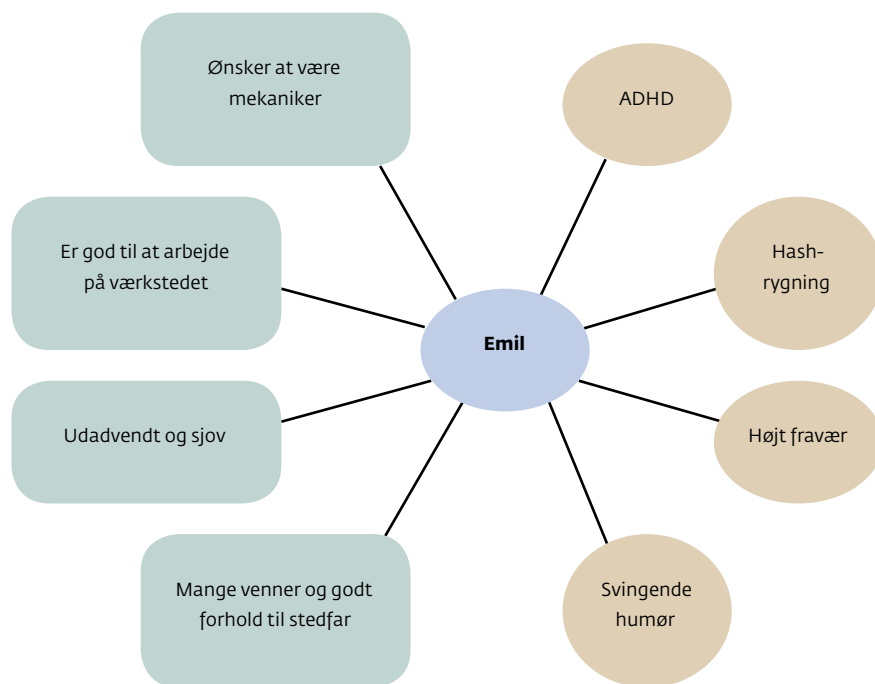 Ønsker at være
mekaniker
ADHD
Er god til at arbejde
på værkstedet
Hash-
rygning
Emil
Udadvendt og sjov
Højt fravær
Mange venner og godt
forhold til stedfar
Svingende
humør